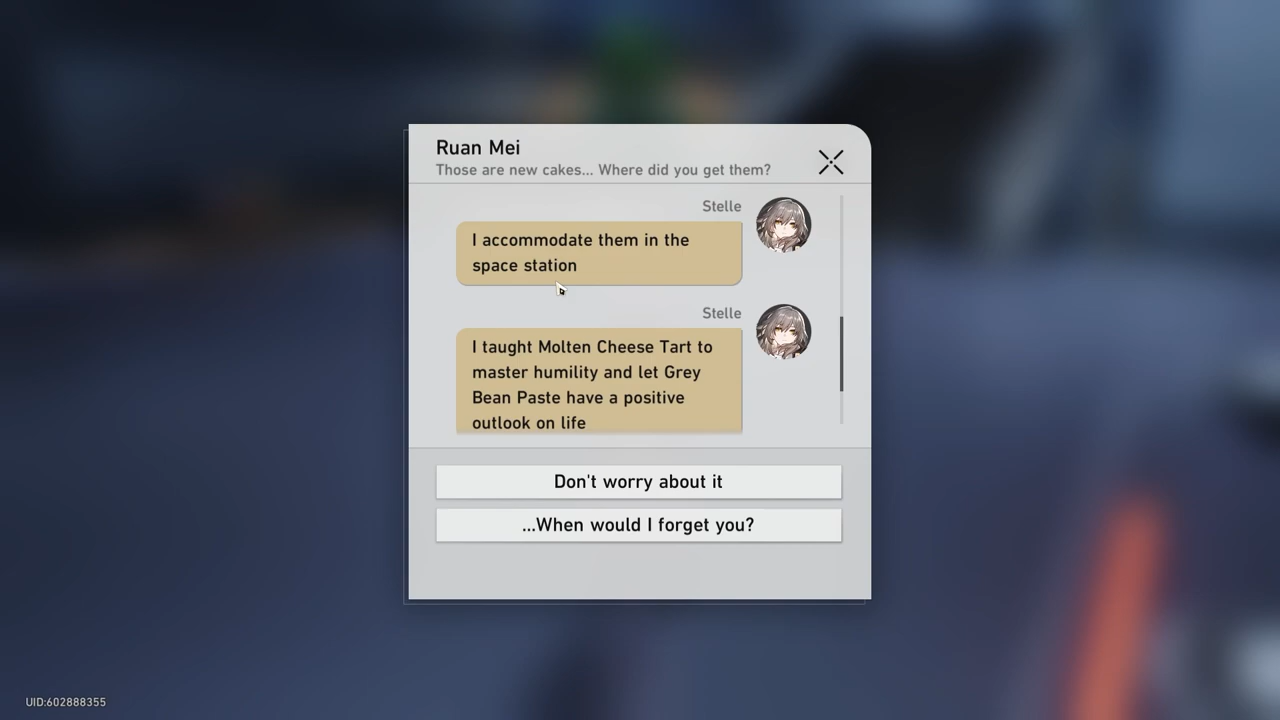 Ruan Mei
Those are new cakes... Where did you get them?
Stelle
I accommodate them in the
space station
Stelle
I taught Molten Cheese Tart to
master humility and let Grey
Bean Paste have a positive
outlook on life
Don't worry about it
...When would I forget you?
UID:602888355